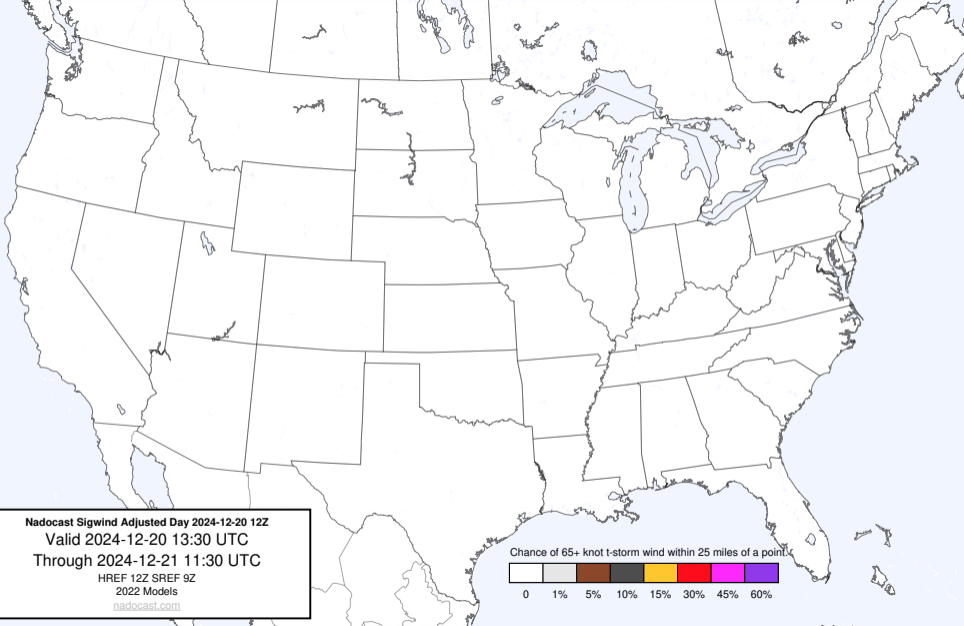 Nadocast Sigwind Adjusted Day 2024-12-20 12Z
Valid 2024-12-20 13:30 UTC
Through 2024-12-21 11:30 UTC
HREF 12Z SREF 9Z
2022 Models
nadocast.com
Chance of 65+ knot t-storm wind within 25 miles of a point.
0 1% 5% 10% 15% 30% 45% 60%